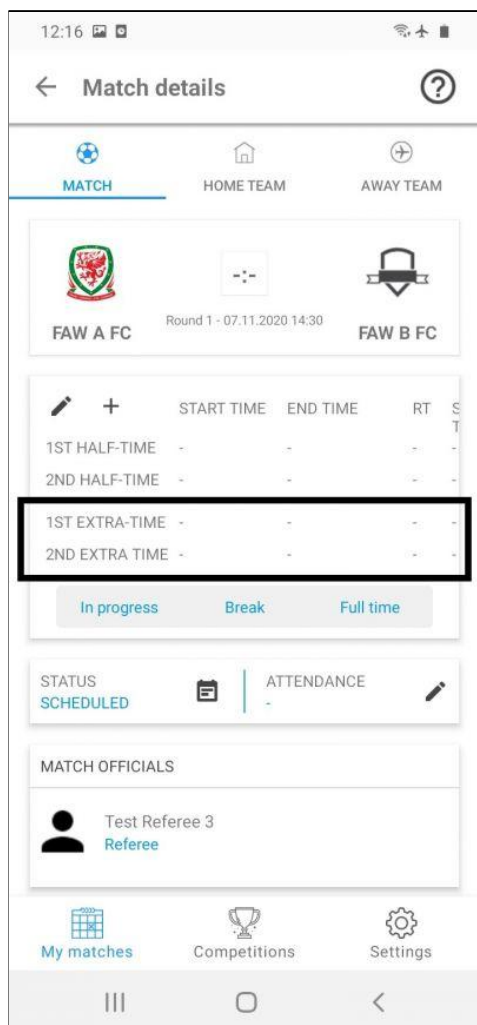 12:16
Match details
MATCH HOME TEAM AWAY TEAM
-:-
Round 1 - 07.11.2020 14:30
FAW A FC FAW B FC
START TIME END TIME RT S
T
1ST HALF-TIME - - - -
2ND HALF-TIME - - - -
1ST EXTRA-TIME - - - -
2ND EXTRA TIME - - - -
In progress Break Full time
STATUS ATTENDANCE
SCHEDULED -
MATCH OFFICIALS
Test Referee 3
Referee
My matches Competitions Settings